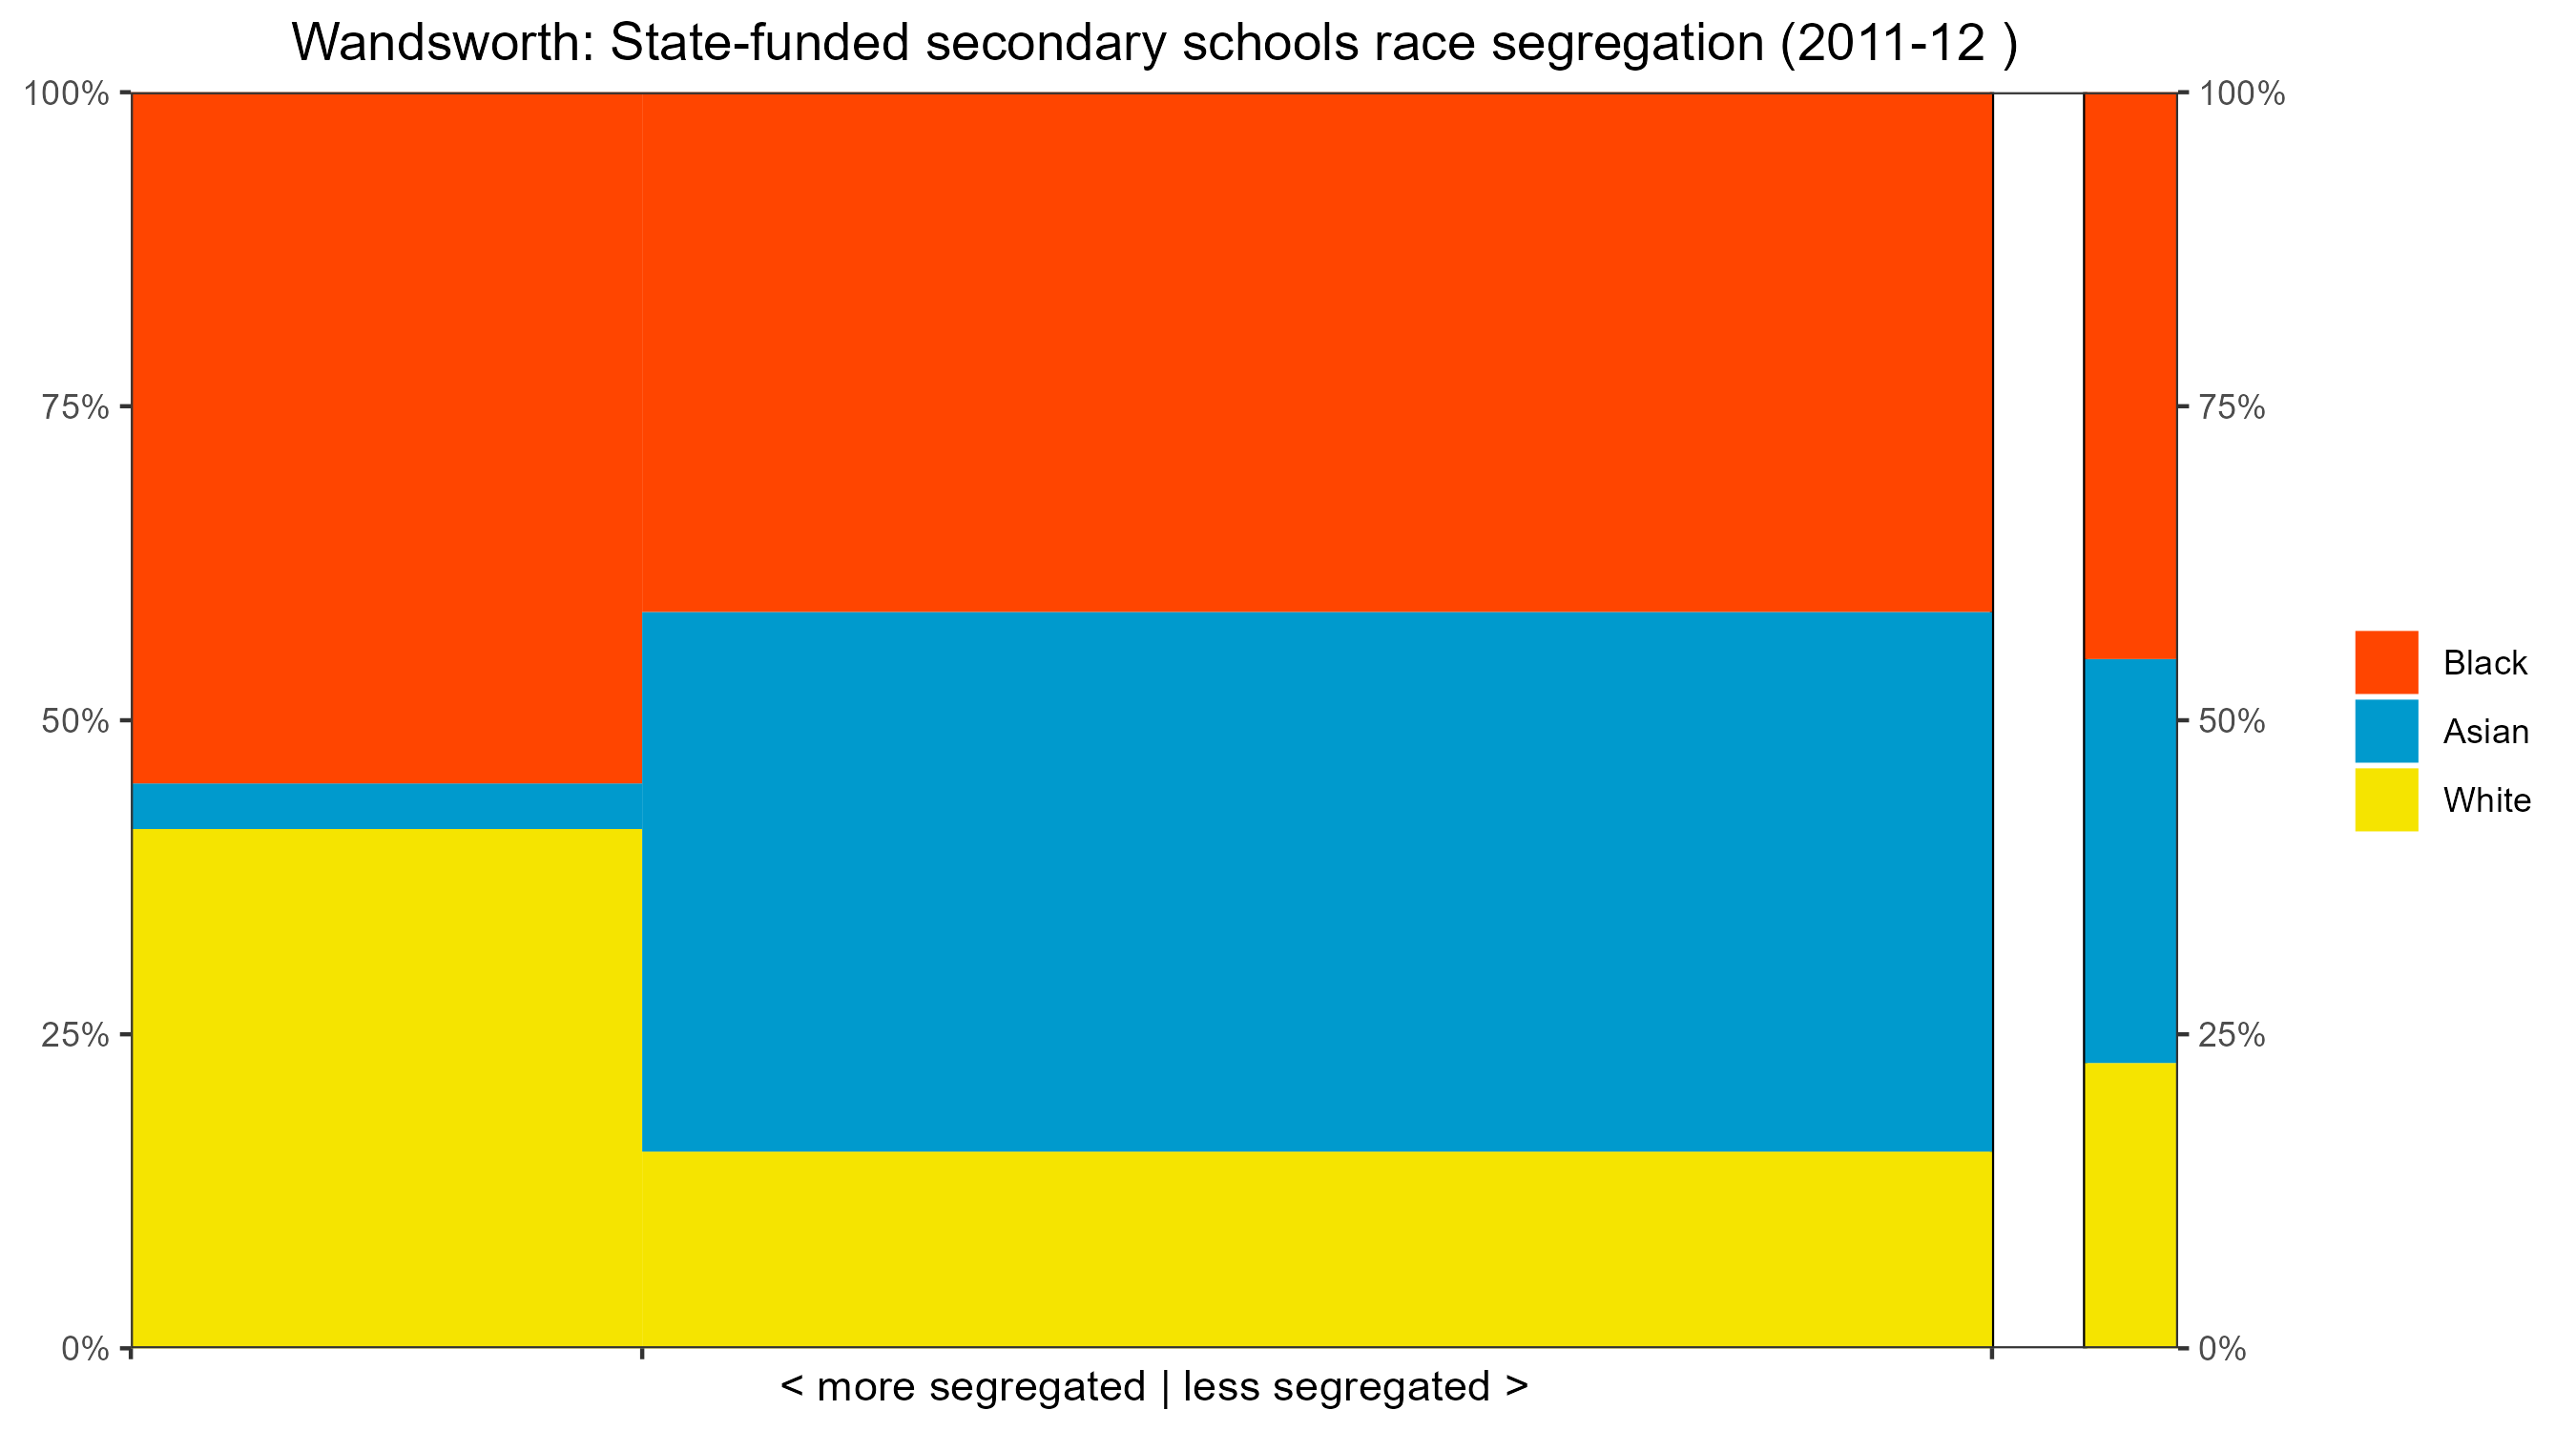 Wandsworth: State-funded secondary schools race segregation (2011-12 )
100%
75%
50%
25%
0%
100%
75%
50%
25%
0%
Black
Asian
White
< more segregated | less segregated >